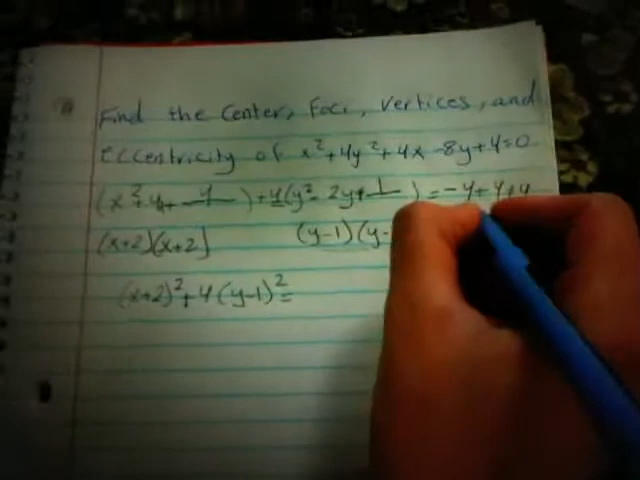 Find the center, foci, vertices, and
eccentricity of x²+4y²+4x-8y+4=0
(x²+4+ 4 )+4(y²-2y+ 1 )=-4+4+4
(x+2)(x+2] (y-1)(y-
(x+2)²+4(y-1)²=